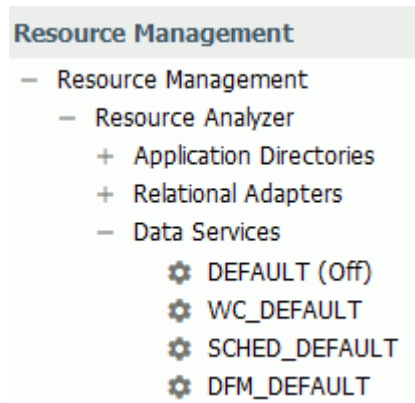 Resource Management
Resource Management
Resource Analyzer
Application Directories
Relational Adapters
Data Services
DEFAULT (Off)
WC_DEFAULT
SCHED_DEFAULT
DFM_DEFAULT